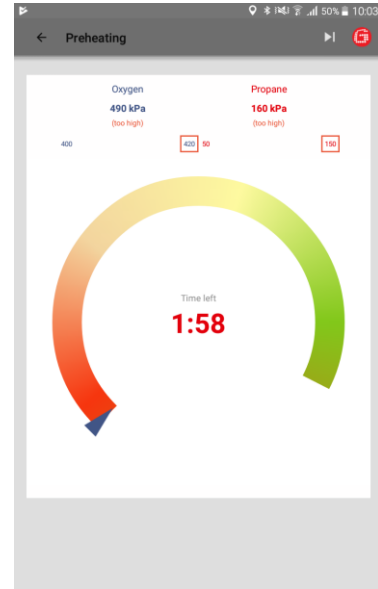 50% 10:03
Preheating
Oxygen Propane
490 kPa 160 kPa
(too high) (too high)
400 420 50 150
Time left
1:58